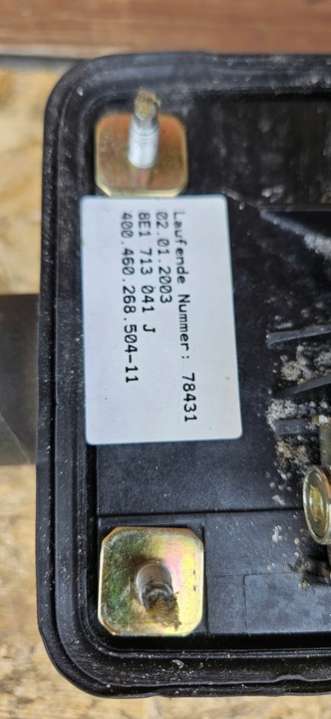 Laufende Nummer: 78431
02.01.2003
8E1 713 041 J
400.460.268.504-11